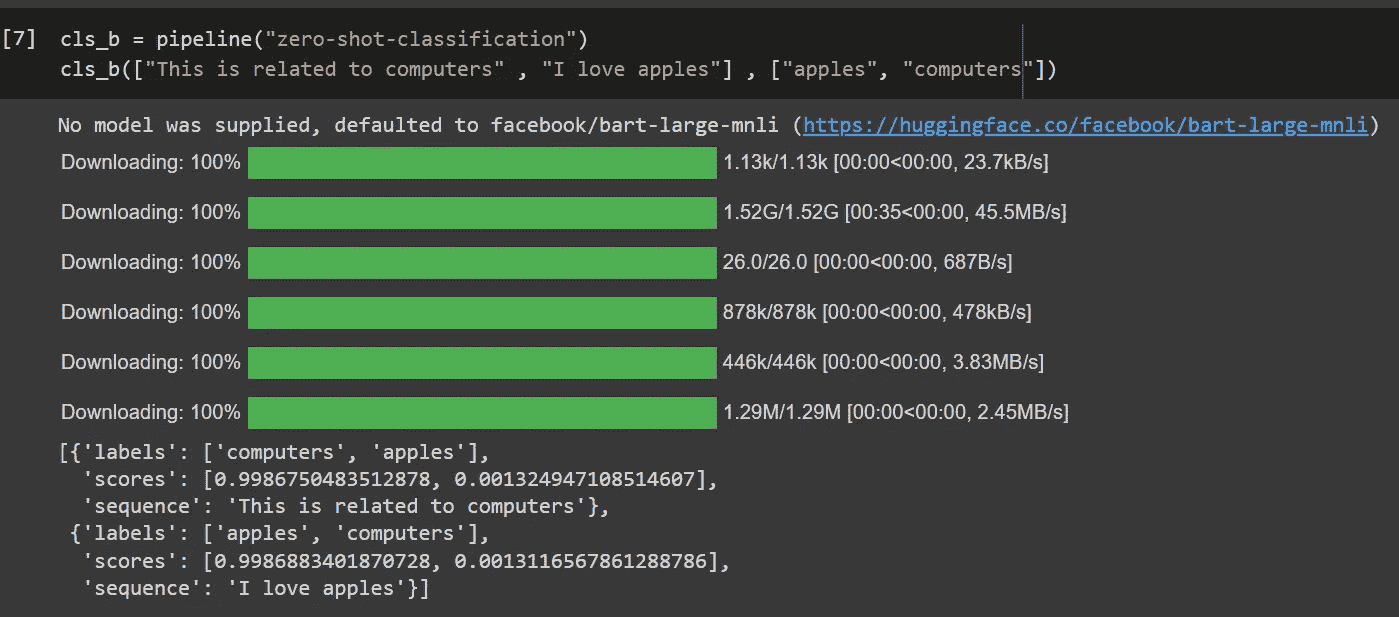 [7] cls_b = pipeline("zero-shot-classification")
cls_b(["This is related to computers" , "I love apples"] , ["apples", "computers"])
No model was supplied, defaulted to facebook/bart-large-mnli (https://huggingface.co/facebook/bart-large-mnli)
Downloading: 100% 1.13k/1.13k [00:00<00:00, 23.7kB/s]
Downloading: 100% 1.52G/1.52G [00:35<00:00, 45.5MB/s]
Downloading: 100% 26.0/26.0 [00:00<00:00, 687B/s]
Downloading: 100% 878k/878k [00:00<00:00, 478kB/s]
Downloading: 100% 446k/446k [00:00<00:00, 3.83MB/s]
Downloading: 100% 1.29M/1.29M [00:00<00:00, 2.45MB/s]
[{'labels': ['computers', 'apples'],
'scores': [0.9986750483512878, 0.001324947108514607],
'sequence': 'This is related to computers'},
{'labels': ['apples', 'computers'],
'scores': [0.9986883401870728, 0.0013116567861288786],
'sequence': 'I love apples'}]